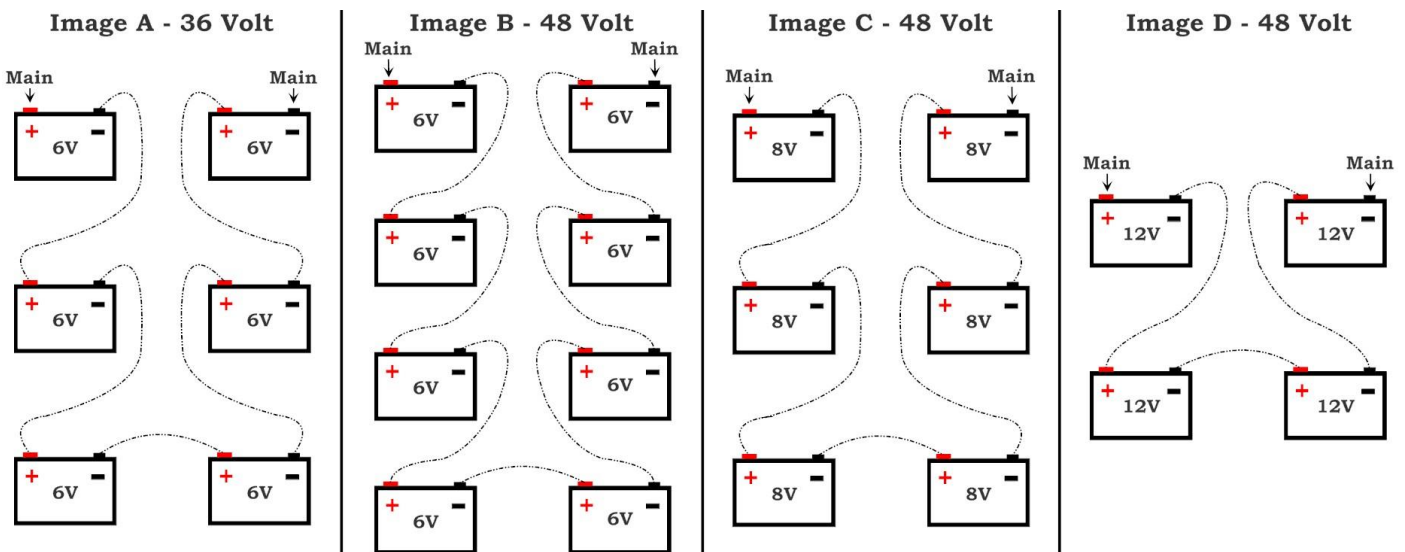 Image A - 36 Volt
Main
Main
+
6V
-
+
6V
-
+
6V
-
+
6V
-
+
6V
-
+
6V
-
Image B - 48 Volt
Main
Main
+
6V
-
+
6V
-
+
6V
-
+
6V
-
+
6V
-
+
6V
-
+
6V
-
+
6V
-
Image C - 48 Volt
Main
Main
+
8V
-
+
8V
-
+
8V
-
+
8V
-
+
8V
-
+
8V
-
Image D - 48 Volt
Main
Main
+
12V
-
+
12V
-
+
12V
-
+
12V
-